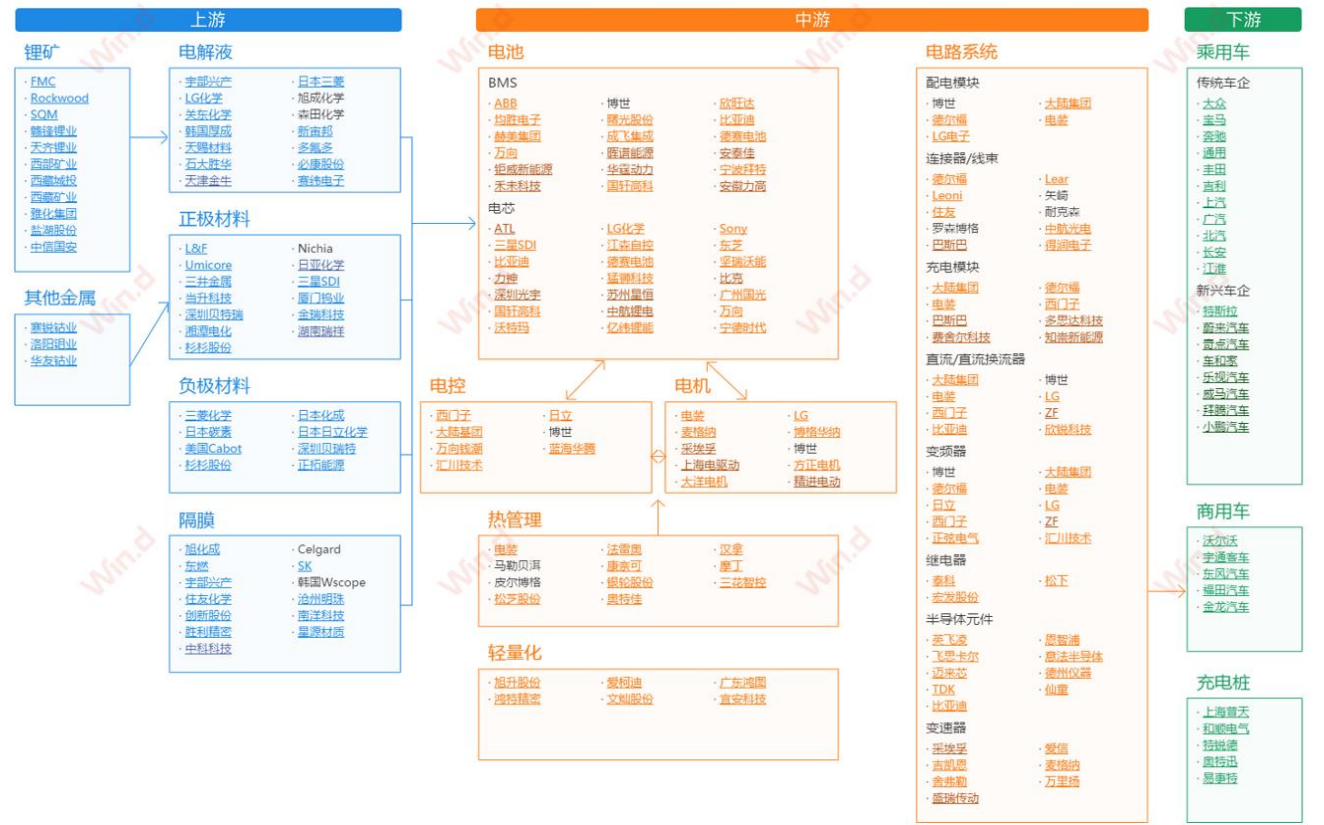 上游
中游
下游
锂矿
· FMC
· Rockwood
· SQM
· 赣锋锂业
· 天齐锂业
· 西部矿业
· 西藏城投
· 西藏矿业
· 雅化集团
· 盐湖股份
· 中信国安
其他金属
· 寒锐钴业
· 洛阳钼业
· 华友钴业
电解液
· 宇部兴产 · 日本三菱
· LG化学 · 旭成化学
· 关东化学 · 森田化学
· 韩国厚成 · 新宙邦
· 天赐材料 · 多氟多
· 石大胜华 · 必康股份
· 天津金牛 · 赛纬电子
正极材料
· L&F · Nichia
· Umicore · 日亚化学
· 三井金属 · 三星SDI
· 当升科技 · 厦门钨业
· 深圳贝特瑞 · 金瑞科技
· 湘潭电化 · 湖南瑞祥
· 杉杉股份
负极材料
· 三菱化学 · 日本化成
· 日本碳素 · 日本日立化学
· 美国Cabot · 深圳贝瑞特
· 杉杉股份 · 正拓能源
隔膜
· 旭化成 · Celgard
· 东燃 · SK
· 宇部兴产 · 韩国Wscope
· 住友化学 · 沧州明珠
· 创新股份 · 南洋科技
· 胜利精密 · 星源材质
· 中科科技
电池
BMS
· ABB · 博世 · 欣旺达
· 均胜电子 · 曙光股份 · 比亚迪
· 赫美集团 · 成飞集成 · 德赛电池
· 万向 · 晖谱能源 · 安泰佳
· 钜威新能源 · 华霆动力 · 宁波拜特
· 禾未科技 · 国轩高科 · 安徽力高
电芯
· ATL · LG化学 · Sony
· 三星SDI · 江森自控 · 东芝
· 比亚迪 · 德赛电池 · 坚瑞沃能
· 力神 · 猛狮科技 · 比克
· 深圳光宇 · 苏州星恒 · 广州国光
· 国轩高科 · 中航锂电 · 万向
· 沃特玛 · 亿纬锂能 · 宁德时代
电控
· 西门子 · 日立
· 大陆基团 · 博世
· 万向钱潮 · 蓝海华腾
· 汇川技术
电机
· 电装 · LG
· 麦格纳 · 博格华纳
· 采埃孚 · 博世
· 上海电驱动 · 方正电机
· 大洋电机 · 精进电动
热管理
· 电装 · 法雷奥 · 汉拿
· 马勒贝洱 · 康奈可 · 摩丁
· 皮尔博格 · 银轮股份 · 三花智控
· 松芝股份 · 奥特佳
轻量化
· 旭升股份 · 爱柯迪 · 广东鸿图
· 鸿特精密 · 文灿股份 · 宜安科技
电路系统
配电模块
· 博世 · 大陆集团
· 德尔福 · 电装
· LG电子
连接器/线束
· 德尔福 · Lear
· Leoni · 矢崎
· 住友 · 耐克森
· 罗森博格 · 中航光电
· 巴斯巴 · 得润电子
充电模块
· 大陆集团 · 德尔福
· 电装 · 西门子
· 巴斯巴 · 多思达科技
· 费舍尔科技 · 知崇新能源
直流/直流换流器
· 大陆集团 · 博世
· 电装 · LG
· 西门子 · ZF
· 比亚迪 · 欣锐科技
变频器
· 博世 · 大陆集团
· 德尔福 · 电装
· 日立 · LG
· 西门子 · ZF
· 正弦电气 · 汇川技术
继电器
· 泰科 · 松下
· 宏发股份
半导体元件
· 英飞凌 · 恩智浦
· 飞思卡尔 · 意法半导体
· 迈来芯 · 德州仪器
· TDK · 仙童
· 比亚迪
变速器
· 采埃孚 · 爱信
· 吉凯恩 · 麦格纳
· 舍弗勒 · 万里扬
· 盛瑞传动
乘用车
传统车企
· 大众
· 宝马
· 奔驰
· 通用
· 丰田
· 吉利
· 上汽
· 广汽
· 北汽
· 长安
· 江淮
新兴车企
· 特斯拉
· 蔚来汽车
· 奇点汽车
· 车和家
· 乐视汽车
· 威马汽车
· 拜腾汽车
· 小鹏汽车
商用车
· 沃尔沃
· 宇通客车
· 东风汽车
· 福田汽车
· 金龙汽车
充电桩
· 上海普天
· 和顺电气
· 特锐德
· 奥特迅
· 易事特
Win.d
Win.d
Win.d
Win.d
Win.d
Win.d
Win.d
Win.d
Win.d
Win.d
Win.d
Win.d